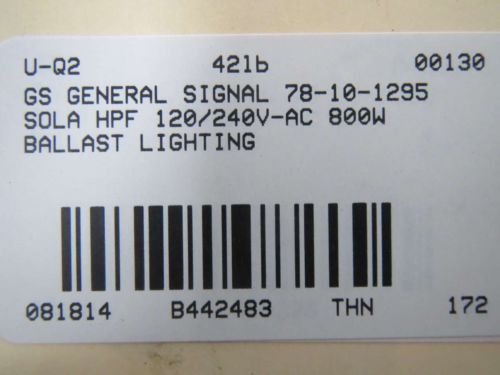 U-Q2 42lb 00130
GS GENERAL SIGNAL 78-10-1295
SOLA HPF 120/240V-AC 800W
BALLAST LIGHTING
081814 B442483 THN 172